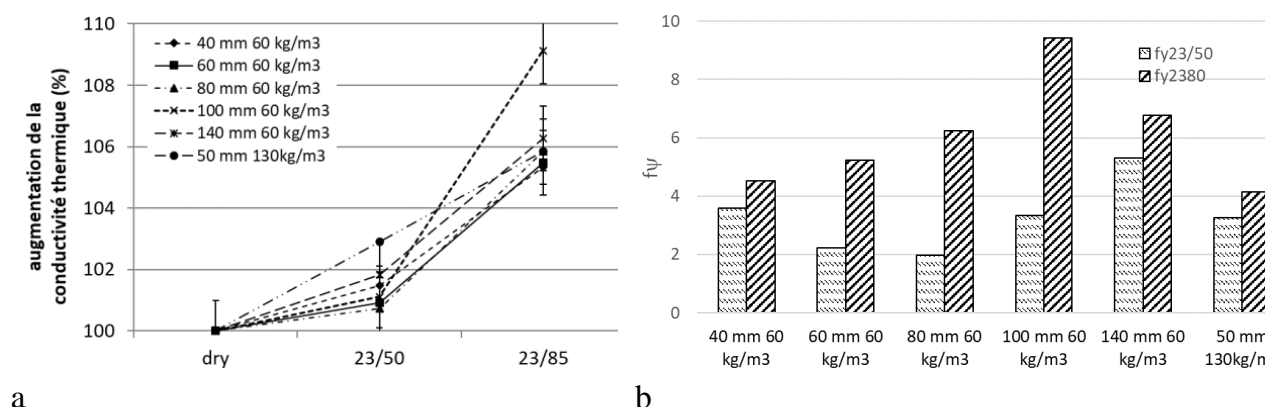 augmentation de la
conductivité thermique (%)
110
108
106
104
102
100
40 mm 60 kg/m3
60 mm 60 kg/m3
80 mm 60 kg/m3
100 mm 60 kg/m3
140 mm 60 kg/m3
50 mm 130kg/m3
dry
23/50
23/85
a
fψ
10
8
6
4
2
0
fy23/50
fy2380
40 mm 60
kg/m3
60 mm 60
kg/m3
80 mm 60
kg/m3
100 mm 60
kg/m3
140 mm 60
kg/m3
50 mm
130kg/m
b